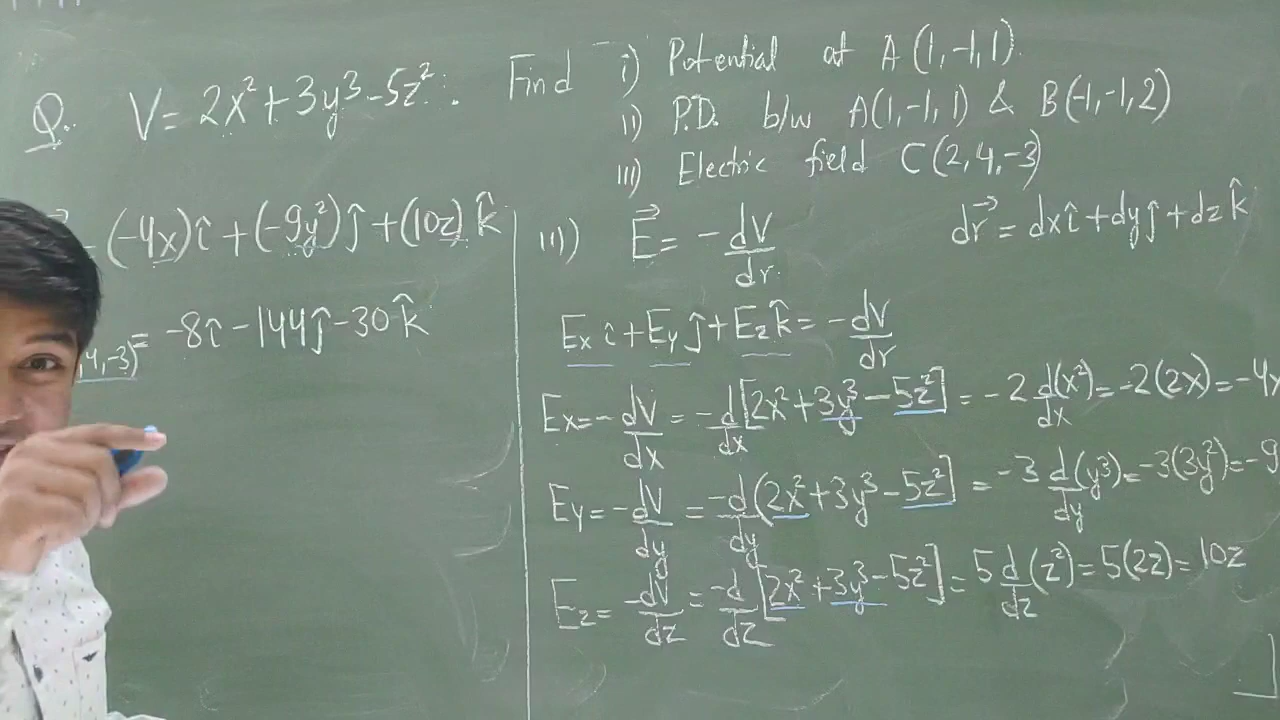 Q. V = 2x² + 3y³ - 5z². Find i) Potential at A(1,-1,1).
ii) P.D. b/w A(1,-1,1) & B(-1,-1,2)
iii) Electric field C(2,4,-3)
(-4x)î + (-9y²)ĵ + (10z)k̂
= -8î - 144ĵ - 30k̂
,4,-3)
iii) E⃗ = -dV/dr
dr⃗ = dxî + dyĵ + dzk̂
Exî + Eyĵ + Ezk̂ = -dV/dr
Ex = -dV/dx = -d/dx[2x² + 3y³ - 5z²] = -2 d(x²)/dx = -2(2x) = -4x
Ey = -dV/dy = -d/dy(2x² + 3y³ - 5z²] = -3 d/dy(y³) = -3(3y²) = -9
Ez = -dV/dz = -d/dz[2x² + 3y³ - 5z²] = 5 d/dz(z²) = 5(2z) = 10z